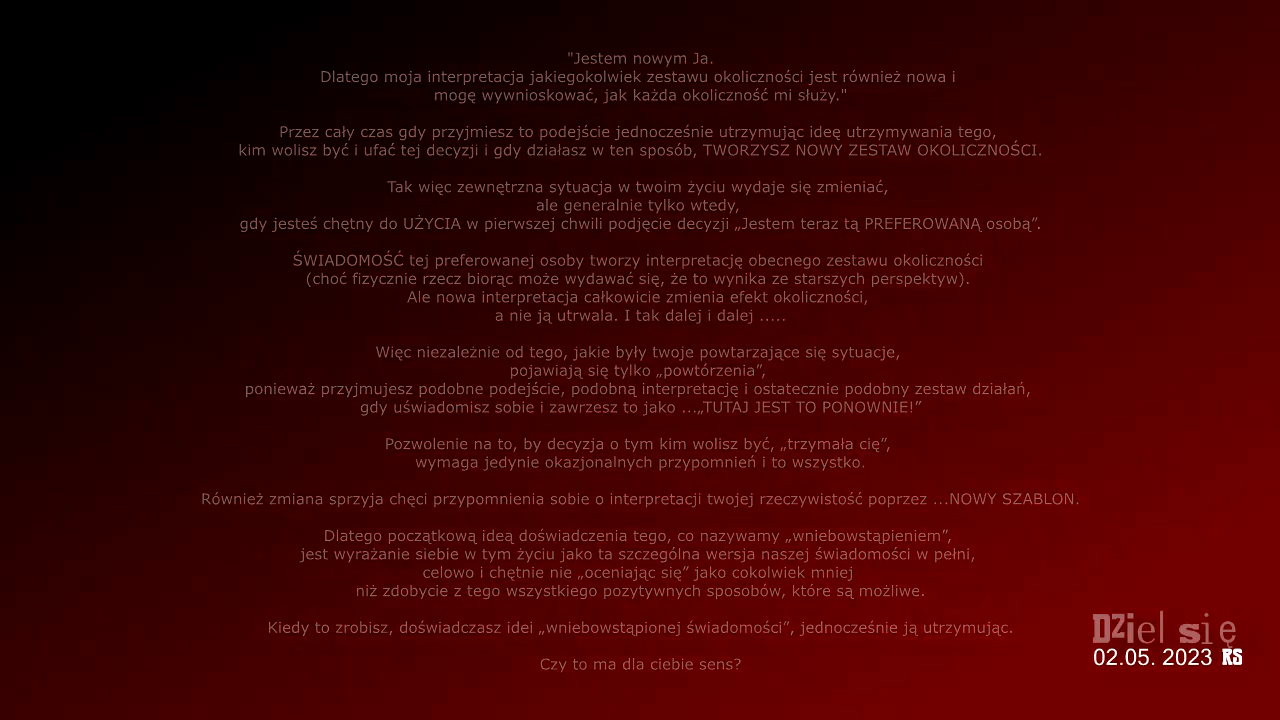 "Jestem nowym Ja.
Dlatego moja interpretacja jakiegokolwiek zestawu okoliczności jest również nowa i
mogę wywnioskować, jak każda okoliczność mi służy."
Przez cały czas gdy przyjmiesz to podejście jednocześnie utrzymując ideę utrzymywania tego,
kim wolisz być i ufać tej decyzji i gdy działasz w ten sposób, TWORZYSZ NOWY ZESTAW OKOLICZNOŚCI.
Tak więc zewnętrzna sytuacja w twoim życiu wydaje się zmieniać,
ale generalnie tylko wtedy,
gdy jesteś chętny do UŻYCIA w pierwszej chwili podjęcie decyzji „Jestem teraz tą PREFEROWANĄ osobą”.
ŚWIADOMOŚĆ tej preferowanej osoby tworzy interpretację obecnego zestawu okoliczności
(choć fizycznie rzecz biorąc może wydawać się, że to wynika ze starszych perspektyw).
Ale nowa interpretacja całkowicie zmienia efekt okoliczności,
a nie ją utrwala. I tak dalej i dalej .....
Więc niezależnie od tego, jakie były twoje powtarzające się sytuacje,
pojawiają się tylko „powtórzenia”,
ponieważ przyjmujesz podobne podejście, podobną interpretację i ostatecznie podobny zestaw działań,
gdy uświadomisz sobie i zawrzesz to jako ...„TUTAJ JEST TO PONOWNIE!”
Pozwolenie na to, by decyzja o tym kim wolisz być, „trzymała cię”,
wymaga jedynie okazjonalnych przypomnień i to wszystko.
Również zmiana sprzyja chęci przypomnienia sobie o interpretacji twojej rzeczywistość poprzez ...NOWY SZABLON.
Dlatego początkową ideą doświadczenia tego, co nazywamy „wniebowstąpieniem”,
jest wyrażanie siebie w tym życiu jako ta szczególna wersja naszej świadomości w pełni,
celowo i chętnie nie „oceniając się” jako cokolwiek mniej
niż zdobycie z tego wszystkiego pozytywnych sposobów, które są możliwe.
Kiedy to zrobisz, doświadczasz idei „wniebowstąpionej świadomości”, jednocześnie ją utrzymując.
Czy to ma dla ciebie sens?
Dziel się
02.05. 2023 RS